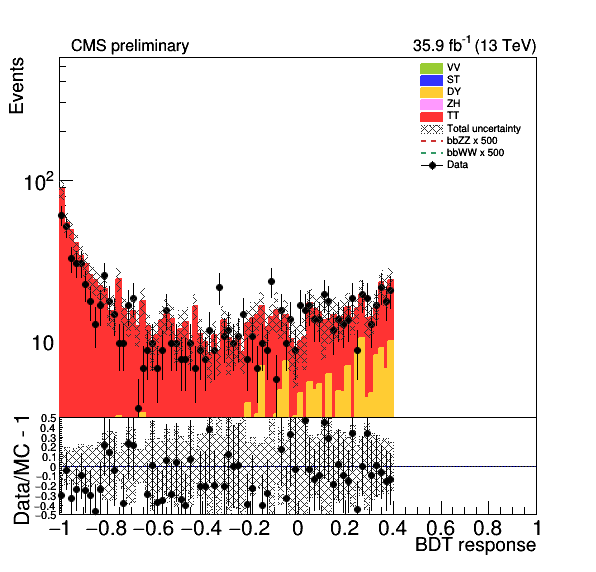 CMS preliminary
35.9 fb⁻¹ (13 TeV)
Events
VV
ST
DY
ZH
TT
Total uncertainty
bbZZ x 500
bbWW x 500
Data
10²
10
Data/MC - 1
0.5
0.4
0.3
0.2
0.1
0
−0.1
−0.2
−0.3
−0.4
−0.5
−1 −0.8 −0.6 −0.4 −0.2 0 0.2 0.4 0.6 0.8 1
BDT response